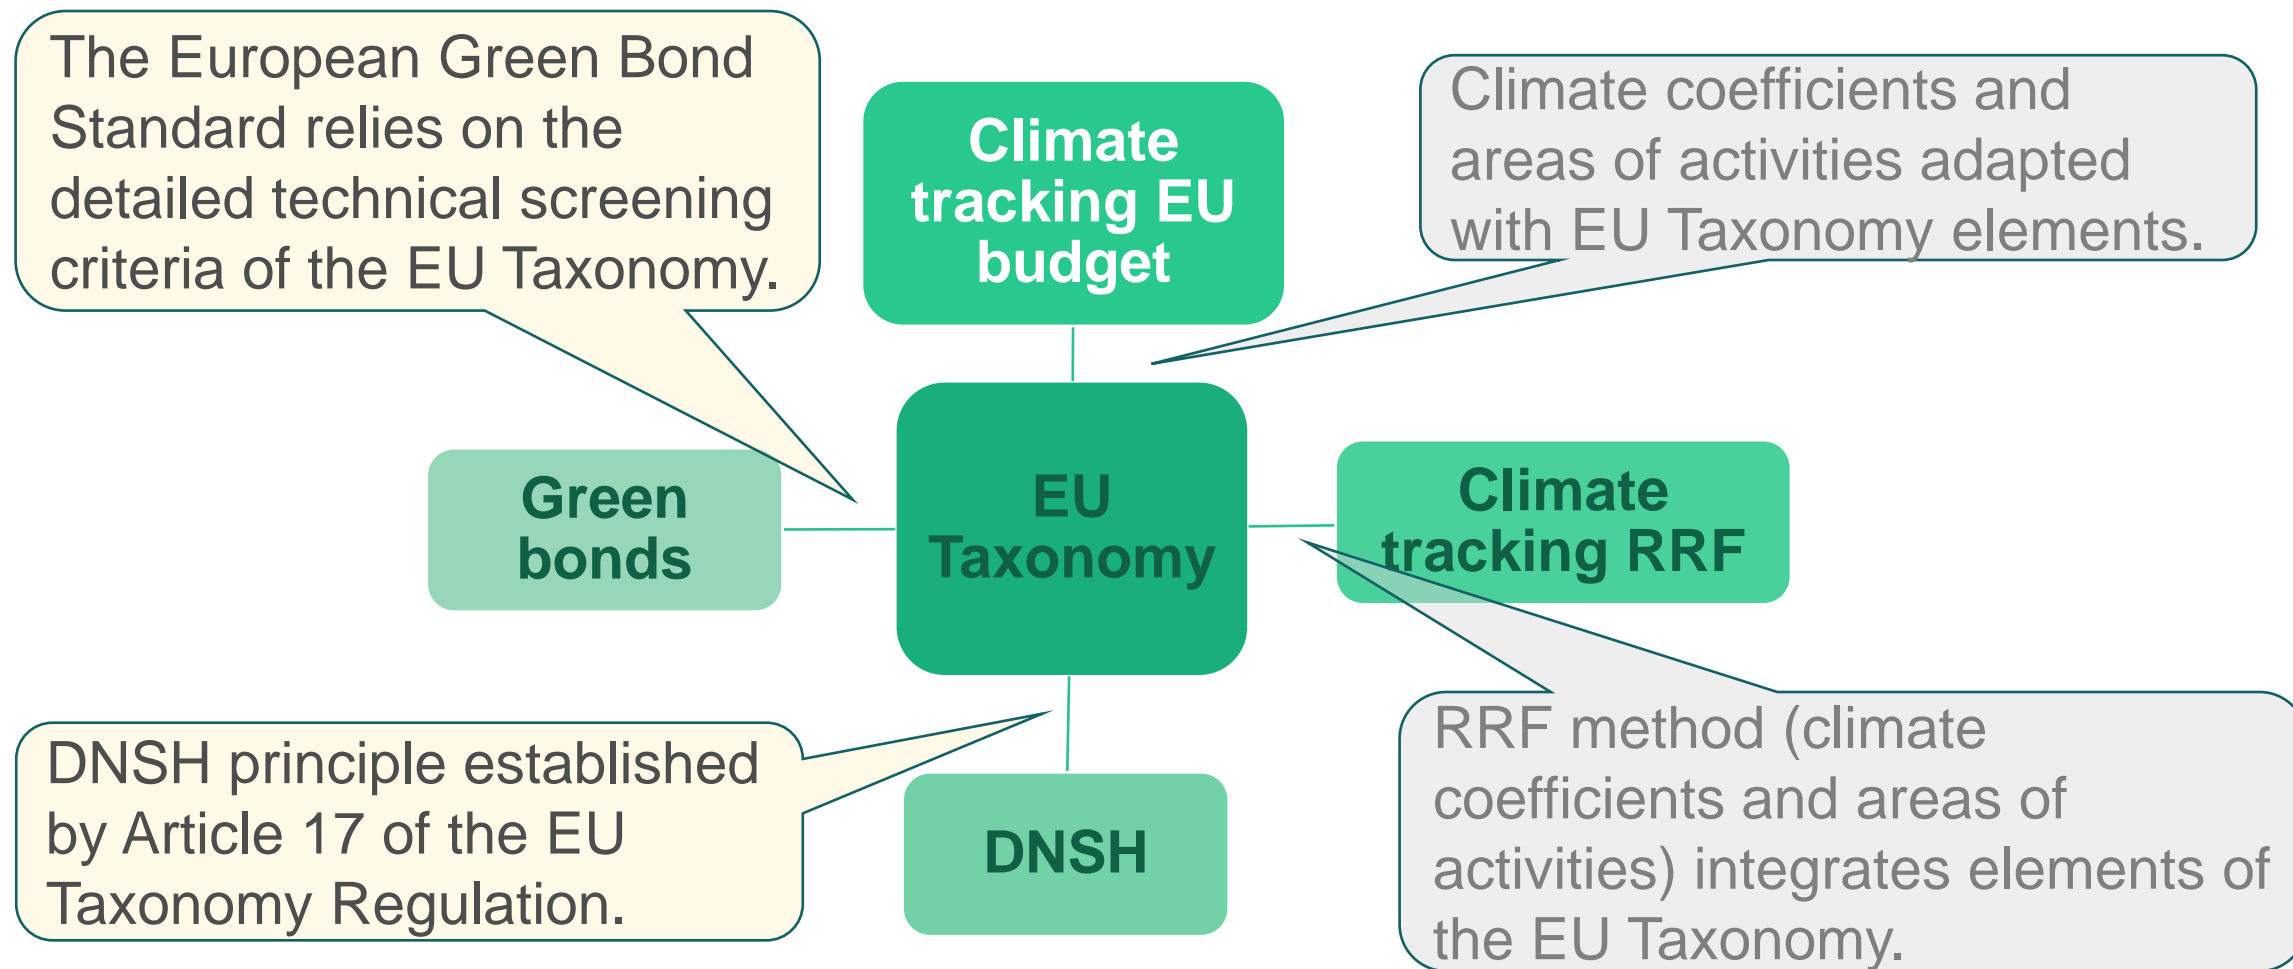 The European Green Bond
Standard relies on the
detailed technical screening
criteria of the EU Taxonomy.
Climate
tracking EU
budget
Climate coefficients and
areas of activities adapted
with EU Taxonomy elements.
Green
bonds
EU
Taxonomy
Climate
tracking RRF
DNSH principle established
by Article 17 of the EU
Taxonomy Regulation.
DNSH
RRF method (climate
coefficients and areas of
activities) integrates elements of
the EU Taxonomy.